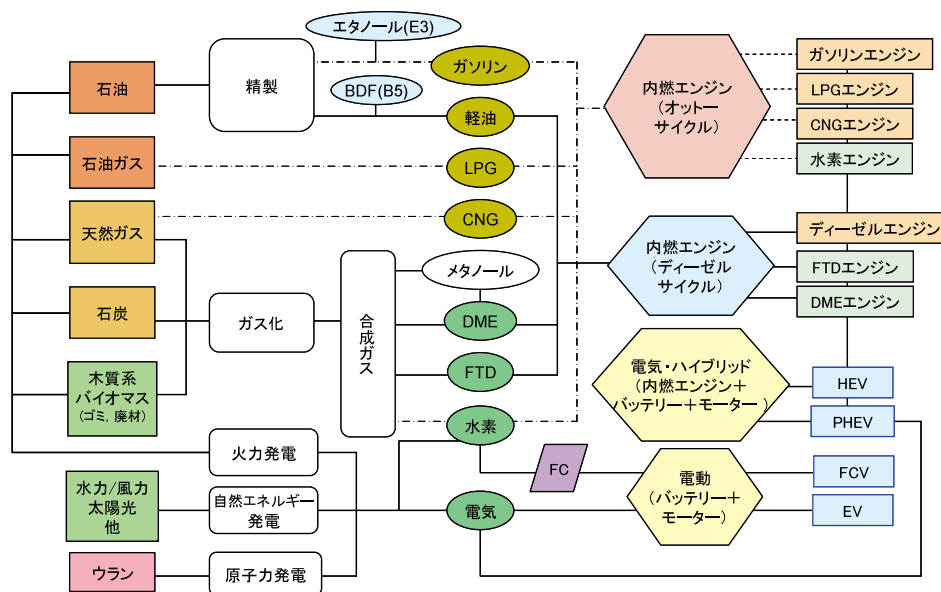 エタノール(E3)
ガソリン
石油
精製
BDF(B5)
軽油
石油ガス
LPG
天然ガス
CNG
石炭
ガス化
合成ガス
メタノール
DME
FTD
木質系
バイオマス
(ゴミ, 廃材)
水素
火力発電
水力/風力
太陽光
他
自然エネルギー
発電
電気
ウラン
原子力発電
FC
内燃エンジン
(オットー
サイクル)
ガソリンエンジン
LPGエンジン
CNGエンジン
水素エンジン
内燃エンジン
(ディーゼル
サイクル)
ディーゼルエンジン
FTDエンジン
DMEエンジン
電気・ハイブリッド
(内燃エンジン+
バッテリー+モーター)
HEV
PHEV
電動
(バッテリー+
モーター)
FCV
EV